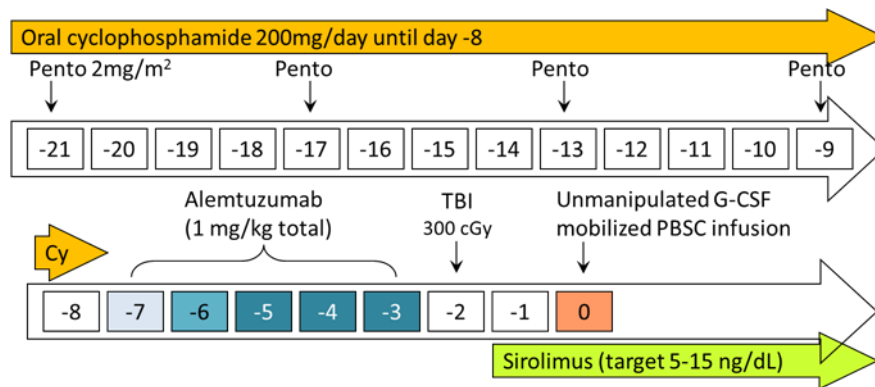 Oral cyclophosphamide 200mg/day until day -8
Pento 2mg/m² Pento Pento Pento
-21 -20 -19 -18 -17 -16 -15 -14 -13 -12 -11 -10 -9
Alemtuzumab
(1 mg/kg total)
TBI
300 cGy
Unmanipulated G-CSF
mobilized PBSC infusion
Cy
-8 -7 -6 -5 -4 -3 -2 -1 0
Sirolimus (target 5-15 ng/dL)